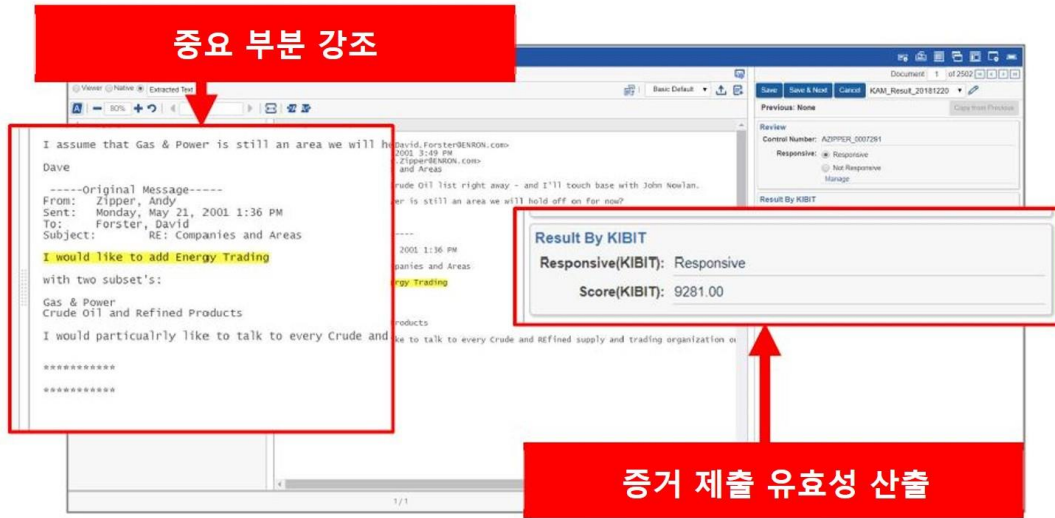 중요 부분 강조
Document 1 of 2502
Viewer Native Extracted Text
Basic Default
Save Save & Next Cancel KAM_Result_20181220
80%
Previous: None Copy from Previous
Review
Control Number: AZIPPER_0007291
Responsive: Responsive
Not Responsive
Manage
Result By KIBIT
I assume that Gas & Power is still an area we will h
Dave
-----Original Message-----
From: Zipper, Andy
Sent: Monday, May 21, 2001 1:36 PM
To: Forster, David
Subject: RE: Companies and Areas
I would like to add Energy Trading
with two subset's:
Gas & Power
Crude Oil and Refined Products
I would particualrly like to talk to every Crude and
***********
***********
David.Forster@ENRON.com>
2001 3:49 PM
.Zipper@ENRON.com>
and Areas
rude Oil list right away - and I'll touch base with John Nowlan.
er is still an area we will hold off on for now?
----
2001 1:36 PM
panies and Areas
rgy Trading
roducts
ke to talk to every Crude and REfined supply and trading organization
Result By KIBIT
Responsive(KIBIT): Responsive
Score(KIBIT): 9281.00
증거 제출 유효성 산출
1/1